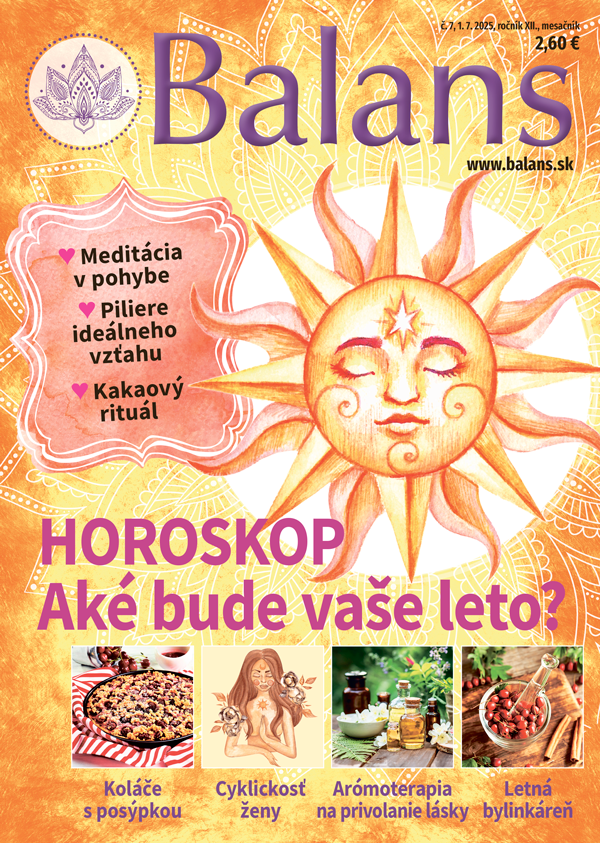 č. 7, 1. 7. 2025, ročník XII., mesačník
2,60 €
Balans
www.balans.sk
Meditácia
v pohybe
Piliere
ideálneho
vzťahu
Kakaový
rituál
HOROSKOP
Aké bude vaše leto?
Koláče
s posýpkou
Cyklickosť
ženy
Arómoterapia
na privolanie lásky
Letná
bylinkáreň